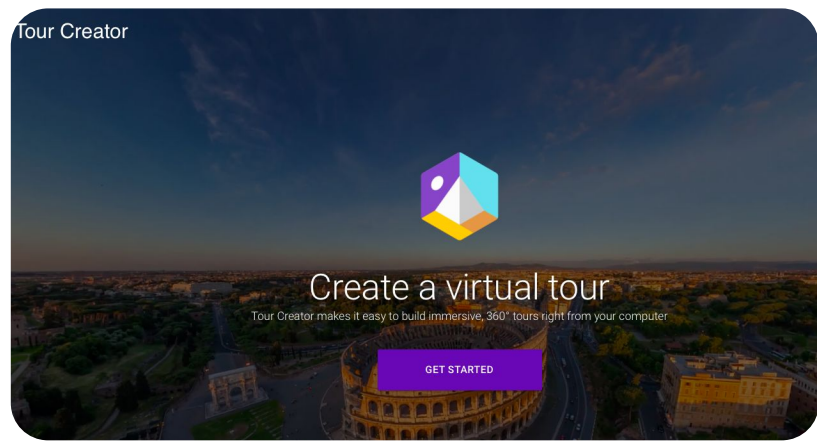 Tour Creator
Create a virtual tour
Tour Creator makes it easy to build immersive, 360° tours right from your computer
GET STARTED